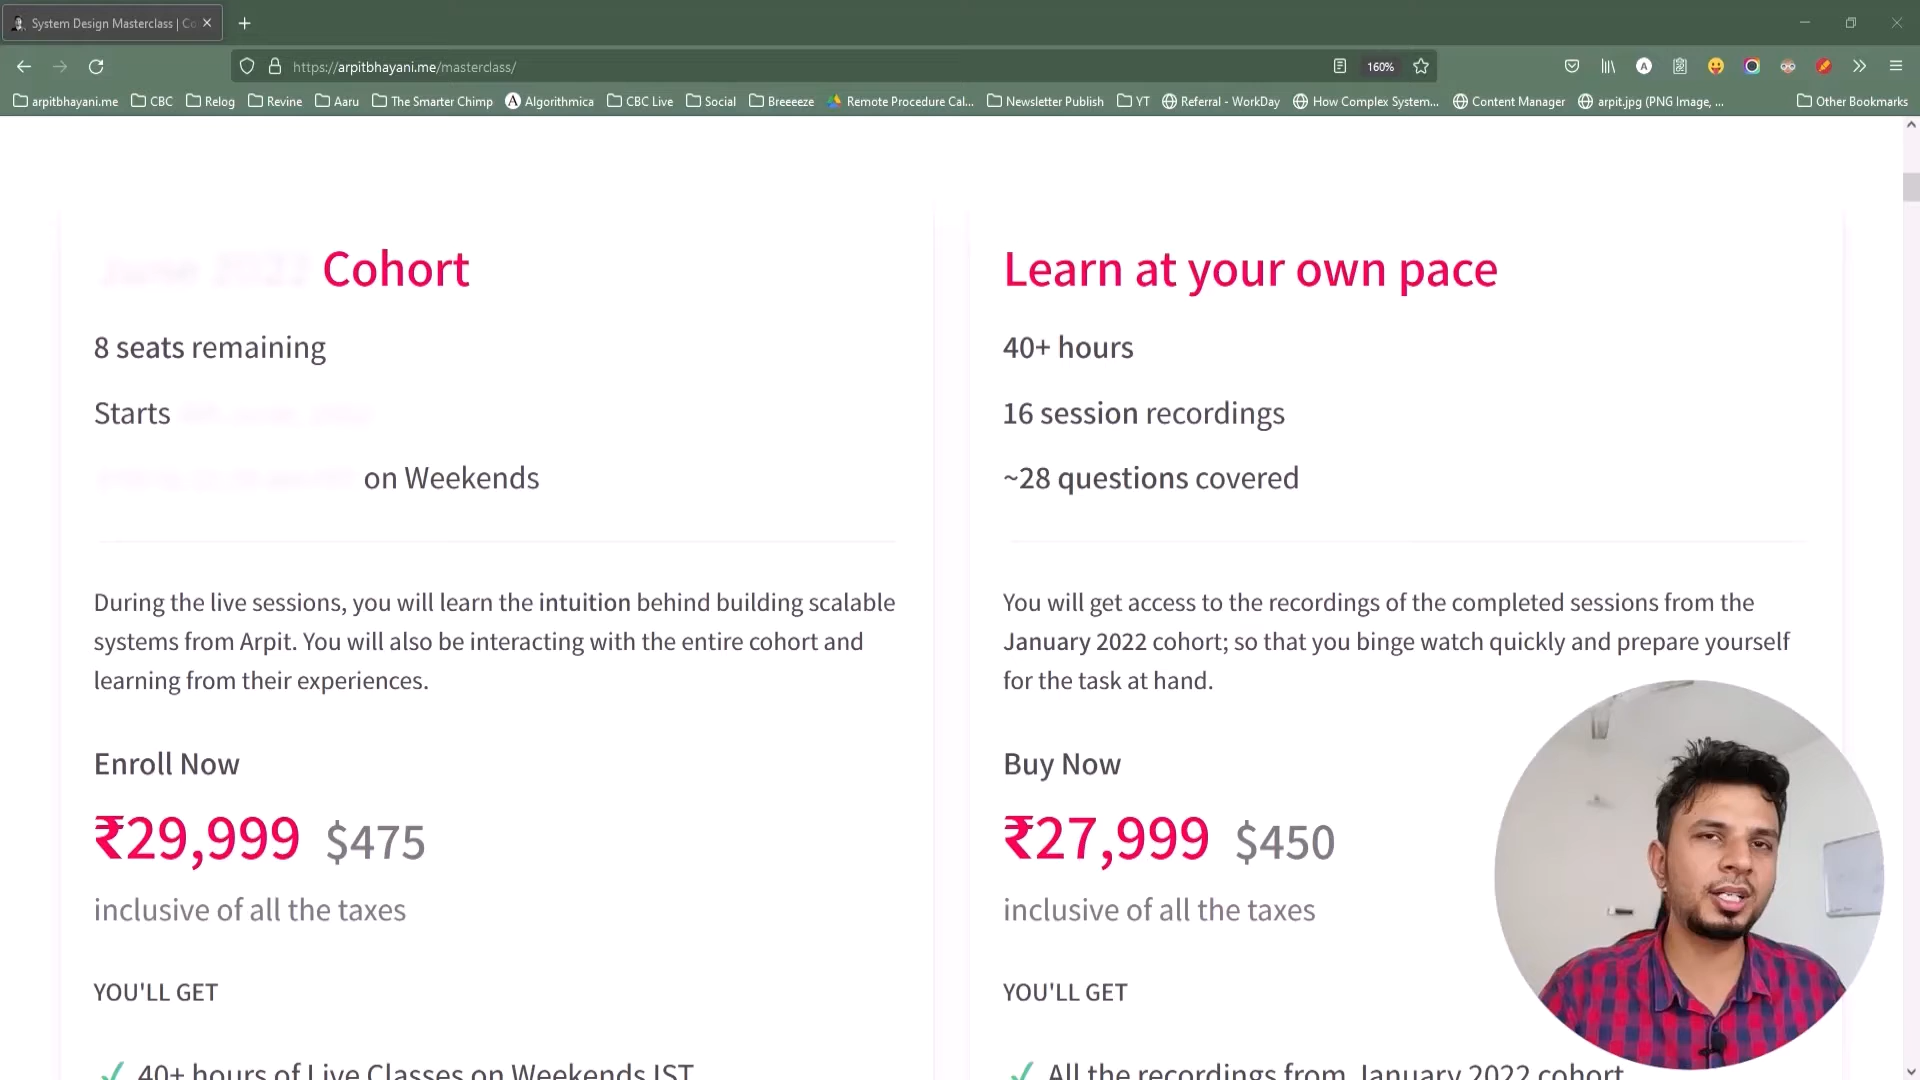 System Design Masterclass | Co
https://arpitbhayani.me/masterclass/
160%
arpitbhayani.me
CBC
Relog
Revine
Aaru
The Smarter Chimp
Algorithmica
CBC Live
Social
Breeeeze
Remote Procedure Cal...
Newsletter Publish
YT
Referral - WorkDay
How Complex System...
Content Manager
arpit.jpg (PNG Image, ...
Other Bookmarks
Cohort
8 seats remaining
Starts
on Weekends
During the live sessions, you will learn the intuition behind building scalable
systems from Arpit. You will also be interacting with the entire cohort and
learning from their experiences.
Enroll Now
₹29,999 $475
inclusive of all the taxes
YOU'LL GET
✓ 40+ hours of Live Classes on Weekends IST
Learn at your own pace
40+ hours
16 session recordings
~28 questions covered
You will get access to the recordings of the completed sessions from the
January 2022 cohort; so that you binge watch quickly and prepare yourself
for the task at hand.
Buy Now
₹27,999 $450
inclusive of all the taxes
YOU'LL GET
✓ All the recordings from January 2022 cohort